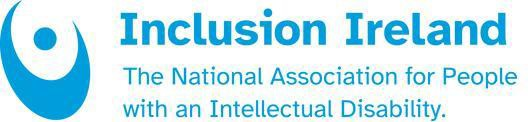 Inclusion Ireland
The National Association for People
with an Intellectual Disability.